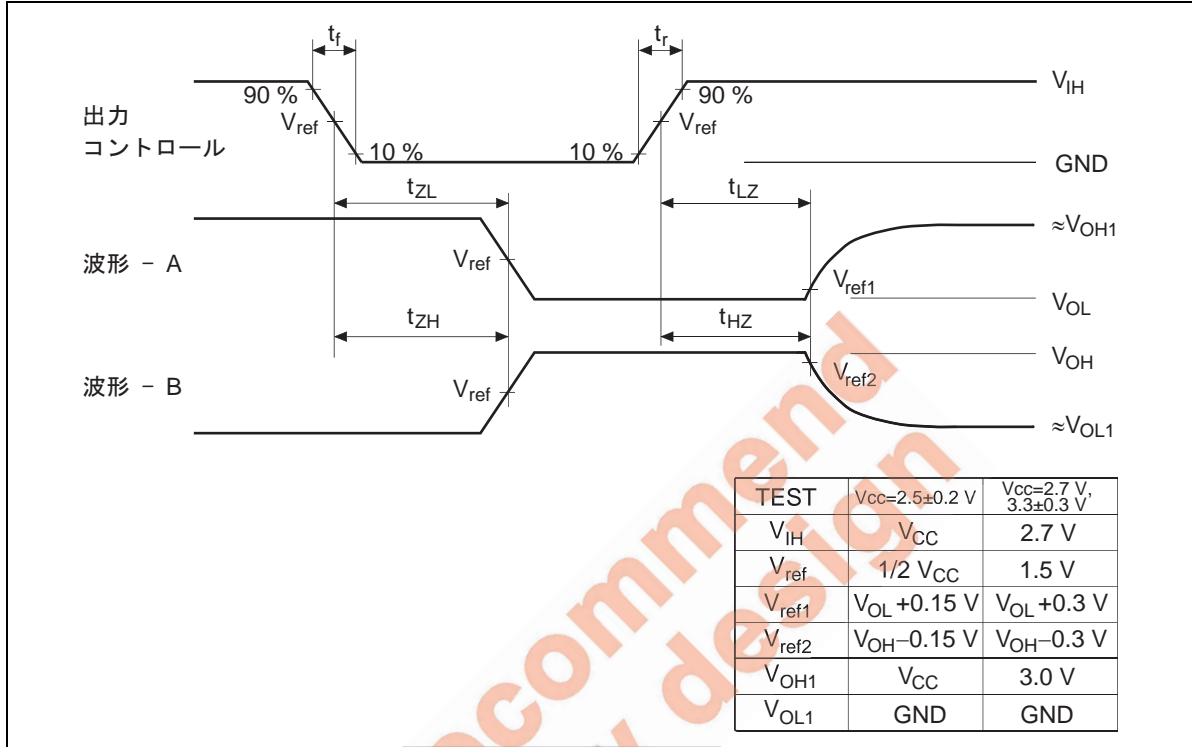 tf
tr
90 %
90 %
VIH
出力
コントロール
Vref
Vref
10 %
10 %
GND
tZL
tLZ
≈VOH1
波形 - A
Vref
Vref1
VOL
tZH
tHZ
VOH
波形 - B
Vref
Vref2
≈VOL1
TEST Vcc=2.5±0.2 V Vcc=2.7 V,
3.3±0.3 V
VIH VCC 2.7 V
Vref 1/2 VCC 1.5 V
Vref1 VOL +0.15 V VOL +0.3 V
Vref2 VOH−0.15 V VOH−0.3 V
VOH1 VCC 3.0 V
VOL1 GND GND
commend
design